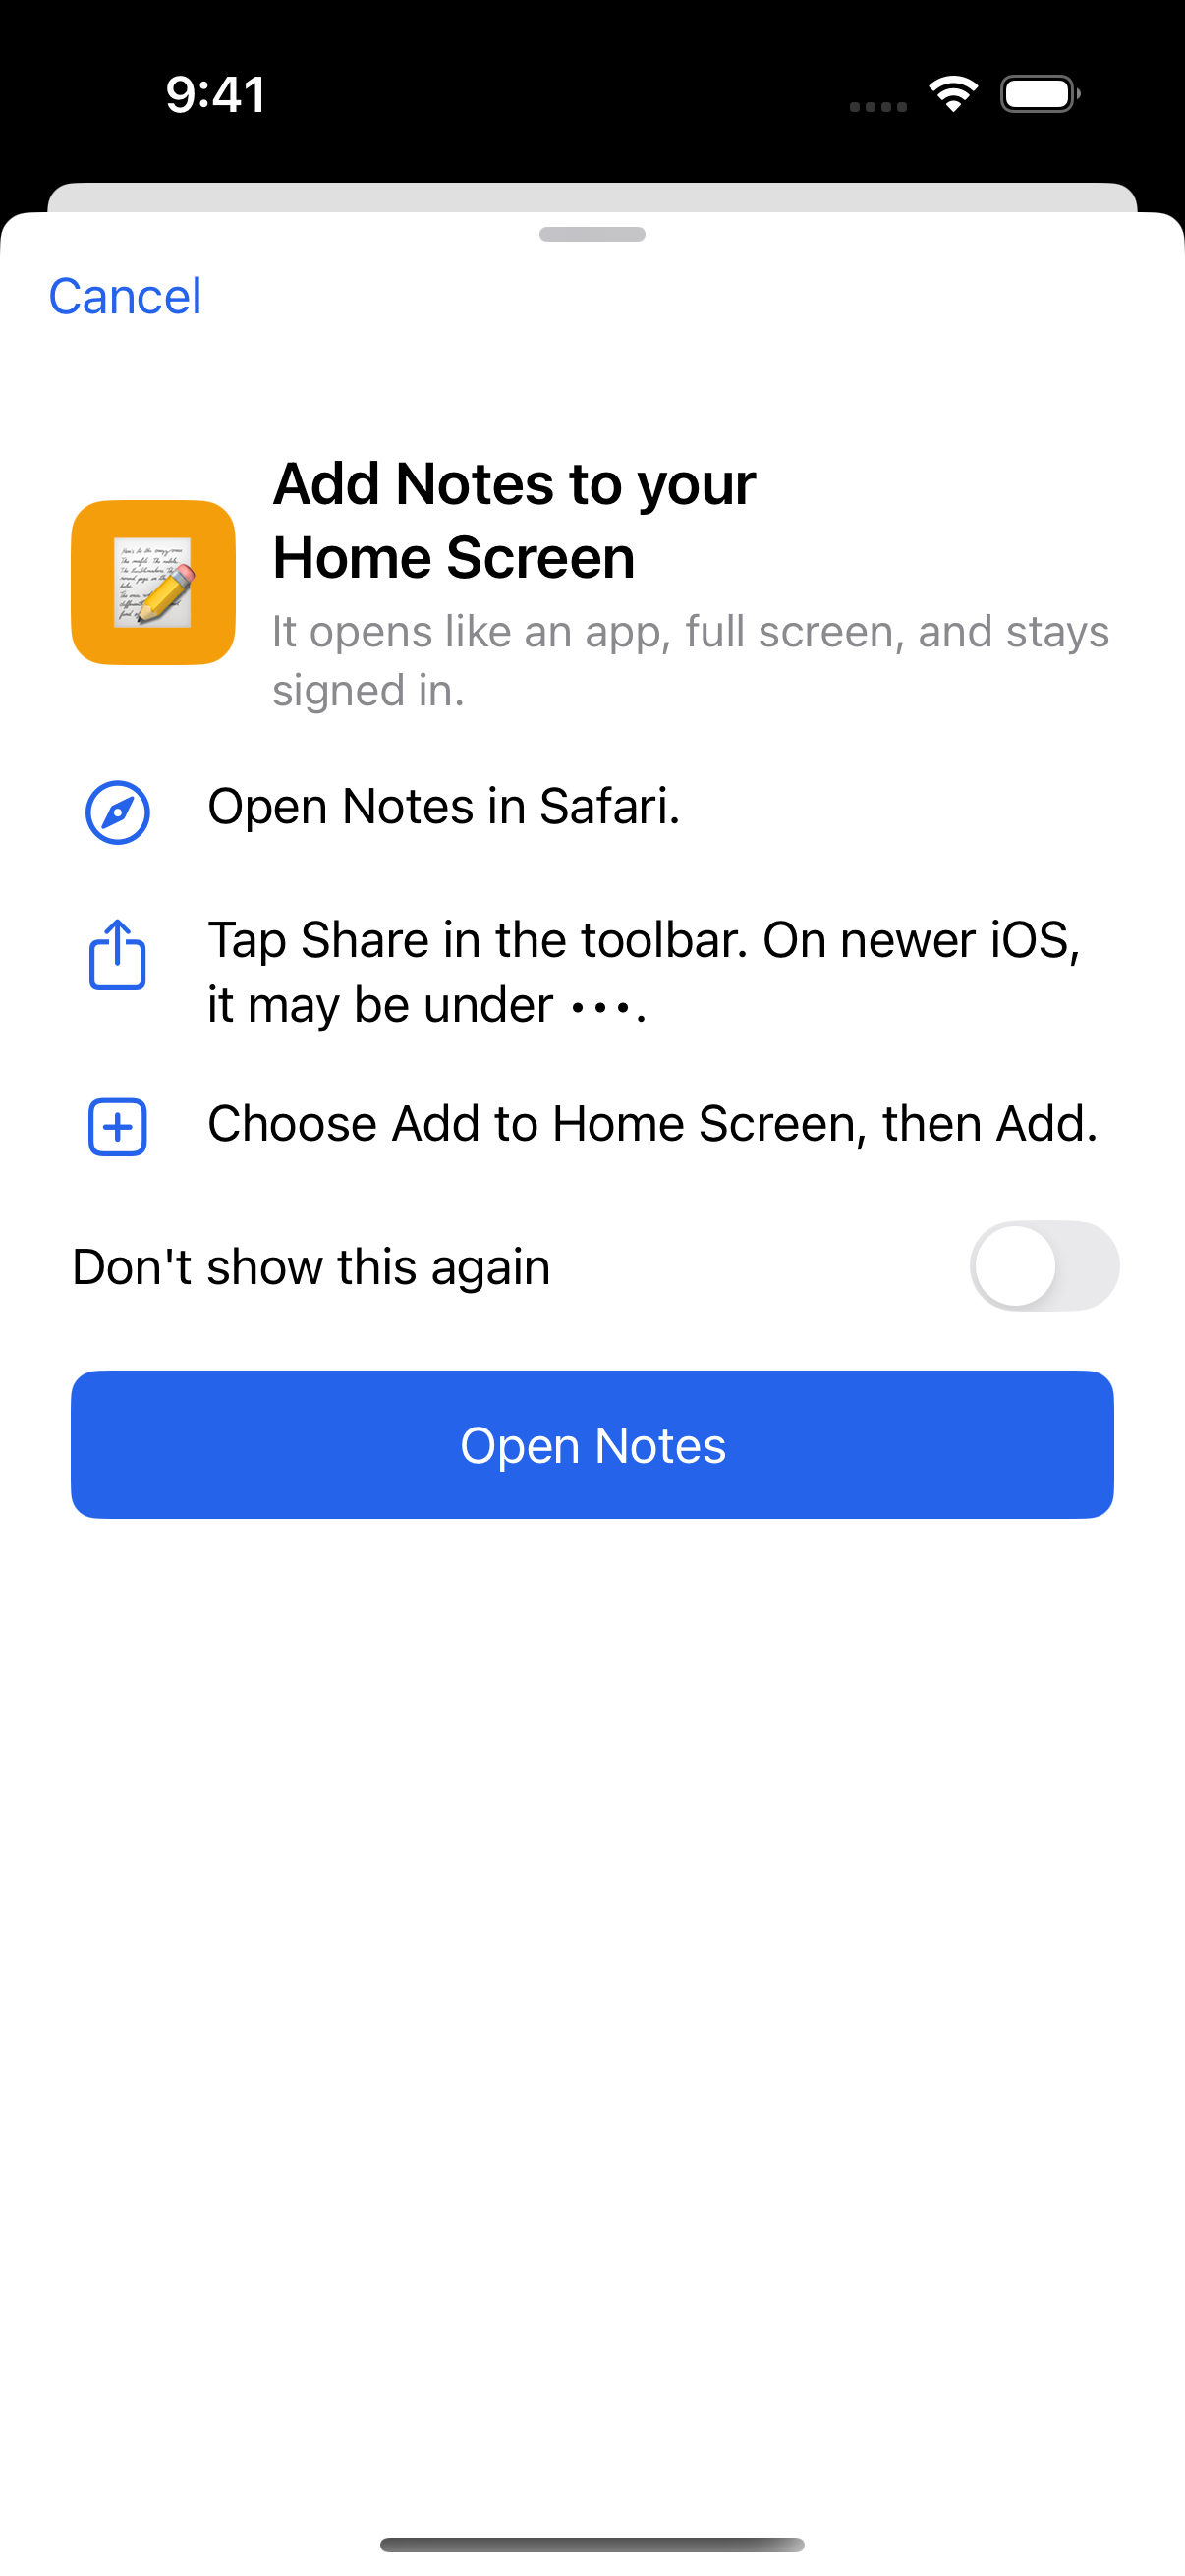 9:41
Cancel
Add Notes to your
Home Screen
It opens like an app, full screen, and stays
signed in.
Open Notes in Safari.
Tap Share in the toolbar. On newer iOS,
it may be under •••.
Choose Add to Home Screen, then Add.
Don't show this again
Open Notes